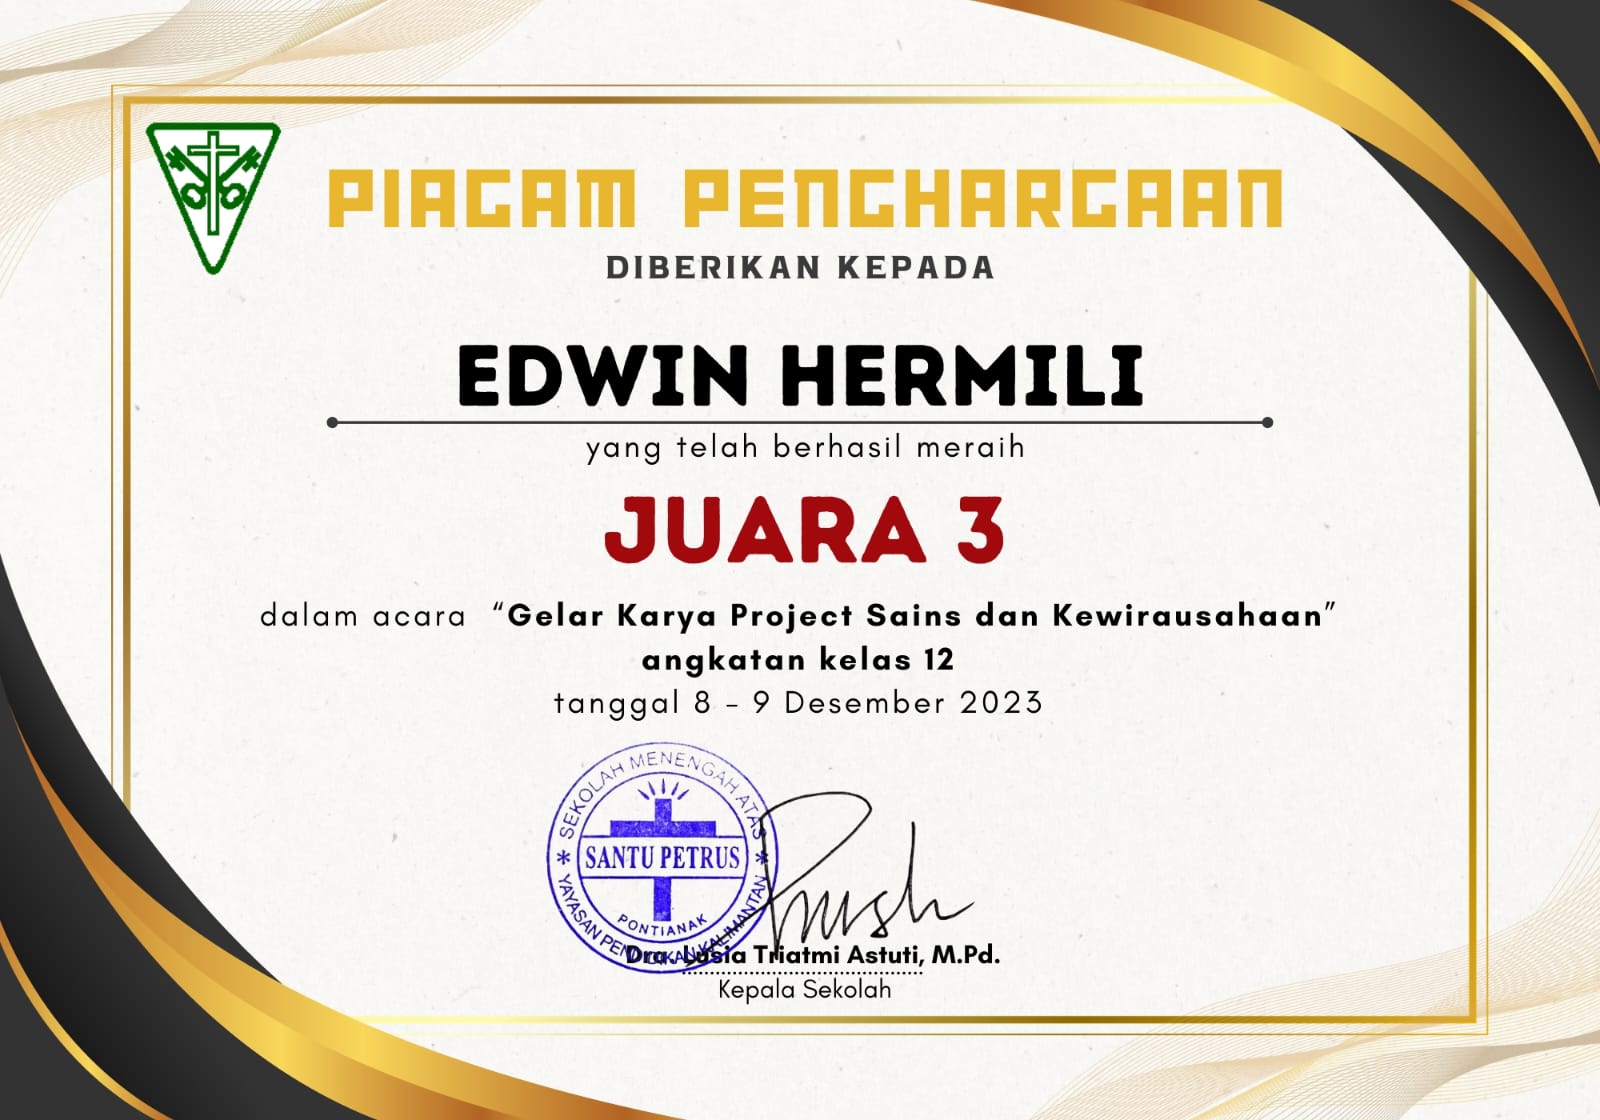 PIAGAM PENGHARGAAN
DIBERIKAN KEPADA
EDWIN HERMILI
yang telah berhasil meraih
JUARA 3
dalam acara “Gelar Karya Project Sains dan Kewirausahaan”
angkatan kelas 12
tanggal 8 - 9 Desember 2023
SEKOLAH MENENGAH ATAS
* SANTU PETRUS *
PONTIANAK
YAYASAN PENDIDIKAN KALIMANTAN
Dra. Lusia Triatmi Astuti, M.Pd.
Kepala Sekolah